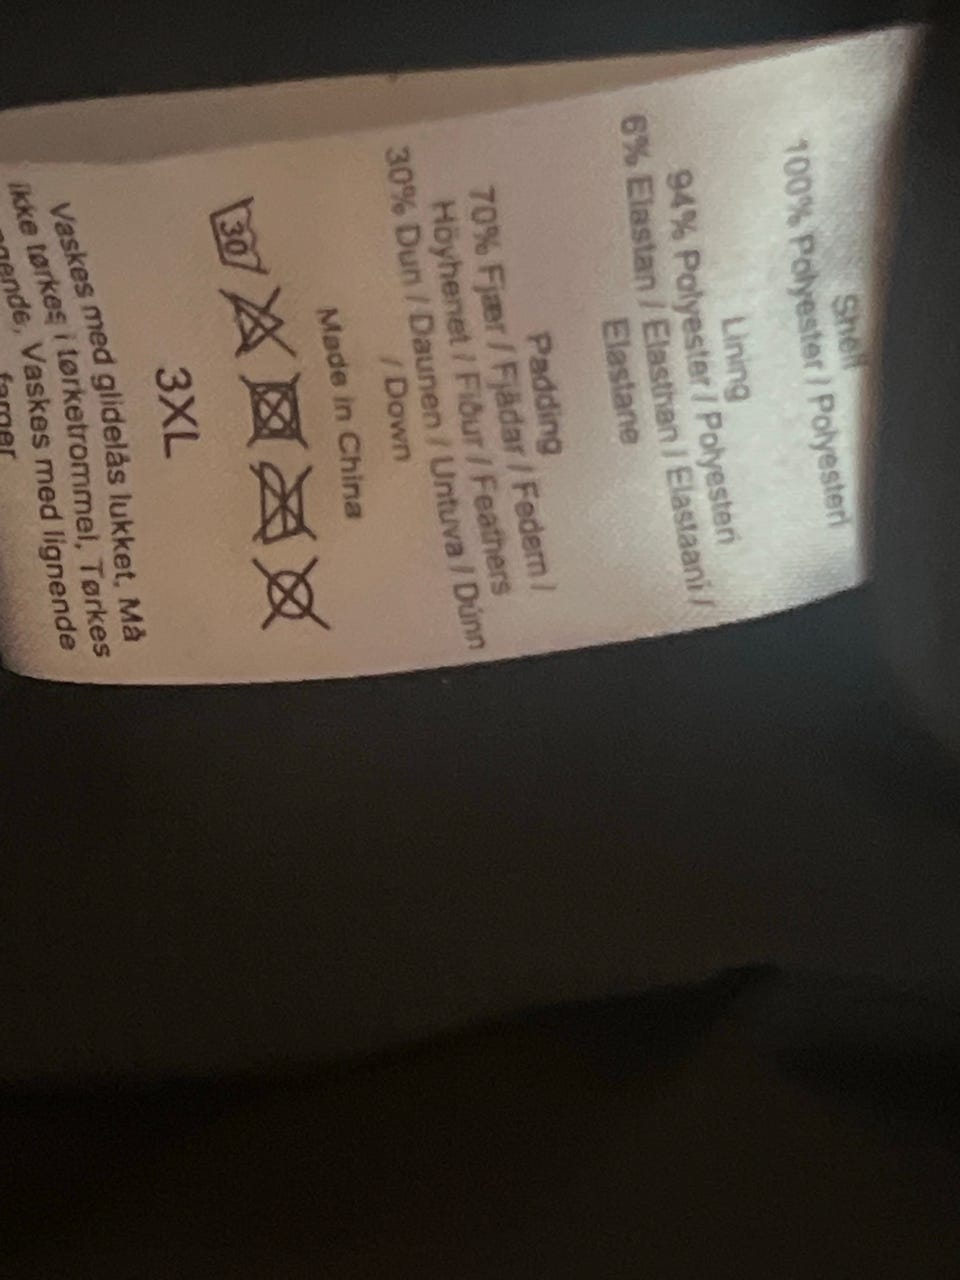 Shell
100% Polyester / Polyesteri
Lining
94% Polyester / Polyesteri
6% Elastan / Elasthan / Elastaani /
Elastane
Padding
70% Fjær / Fjädar / Federn /
Höyhenet / Fiður / Feathers
30% Dun / Daunen / Untuva / Dúnn
/ Down
Made in China
30
3XL
Vaskes med glidelås lukket. Må
ikke tørkes i tørketrommel. Tørkes
Vaskes med lignende
farger